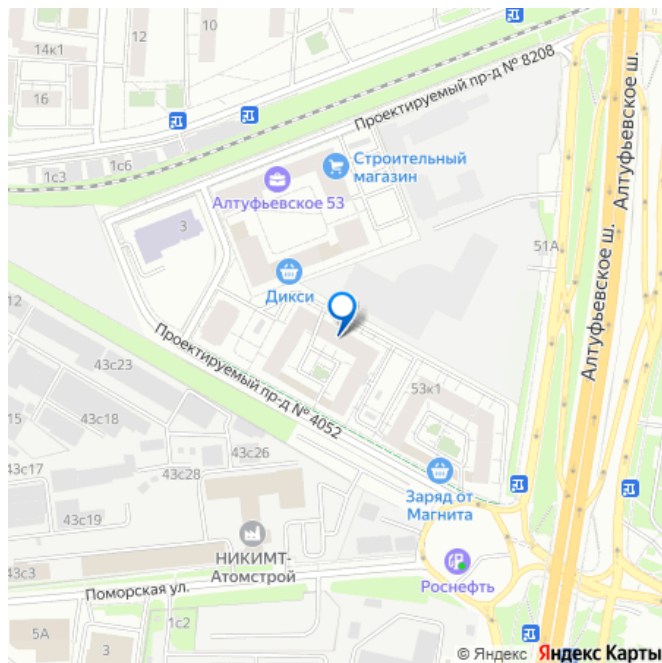 10
12
14к1
16
1с6
1с3
Проектируемый пр-д № 8208
Алтуфьевское ш.
Алтуфьевское ш.
Строительный
магазин
Алтуфьевское 53
3
51А
Дикси
12
Проектируемый пр-д № 4052
43с23
53к1
15
43с18
43с26
43с17
43с28
Заряд от
Магнита
43с19
НИКИМТ-
Атомстрой
43с3
Роснефть
Поморская ул.
1с2
5А
3
© Яндекс Яндекс Карты